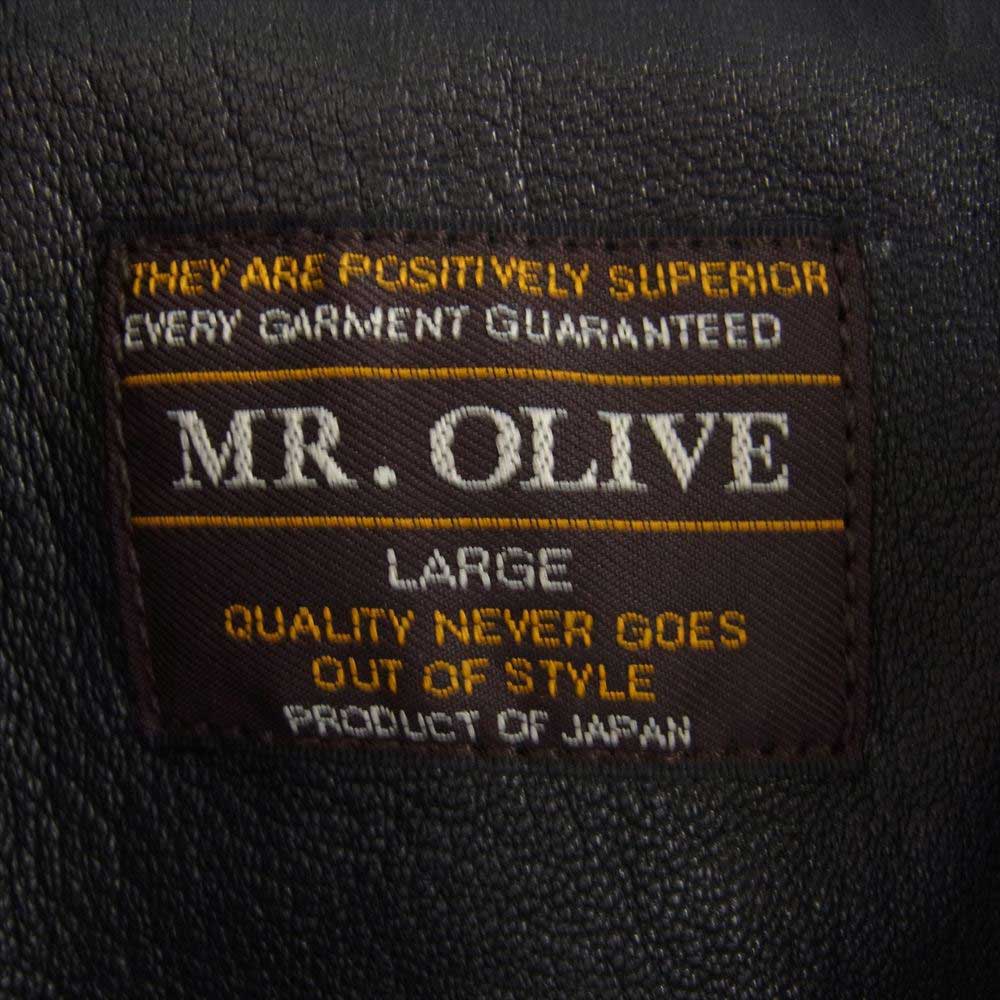 THEY ARE POSITIVELY SUPERIOR
EVERY GARMENT GUARANTEED
MR. OLIVE
LARGE
QUALITY NEVER GOES
OUT OF STYLE
PRODUCT OF JAPAN